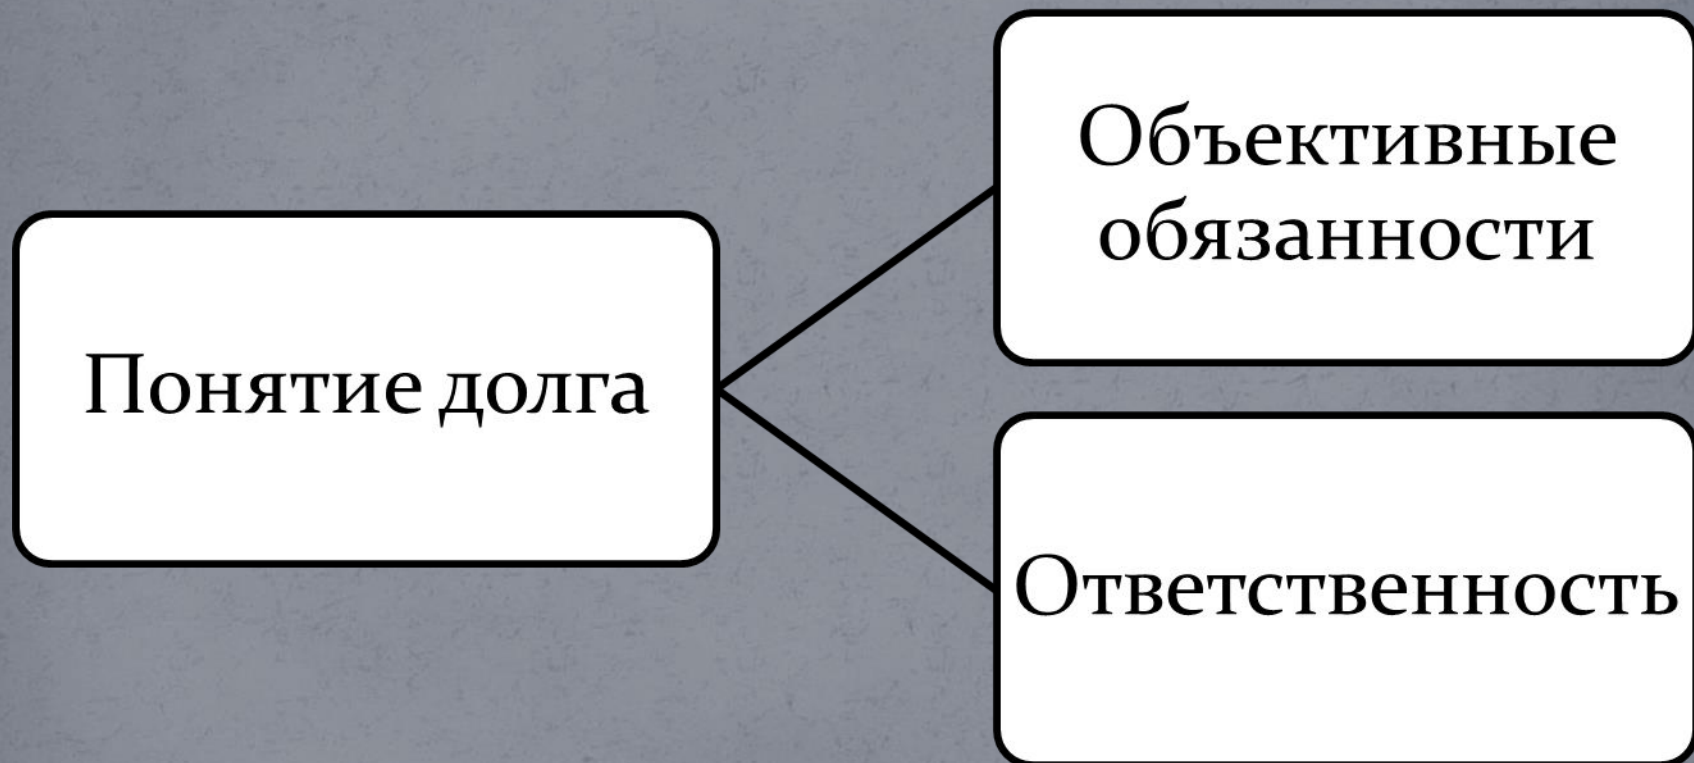 Понятие долга
Объективные
обязанности
Ответственность